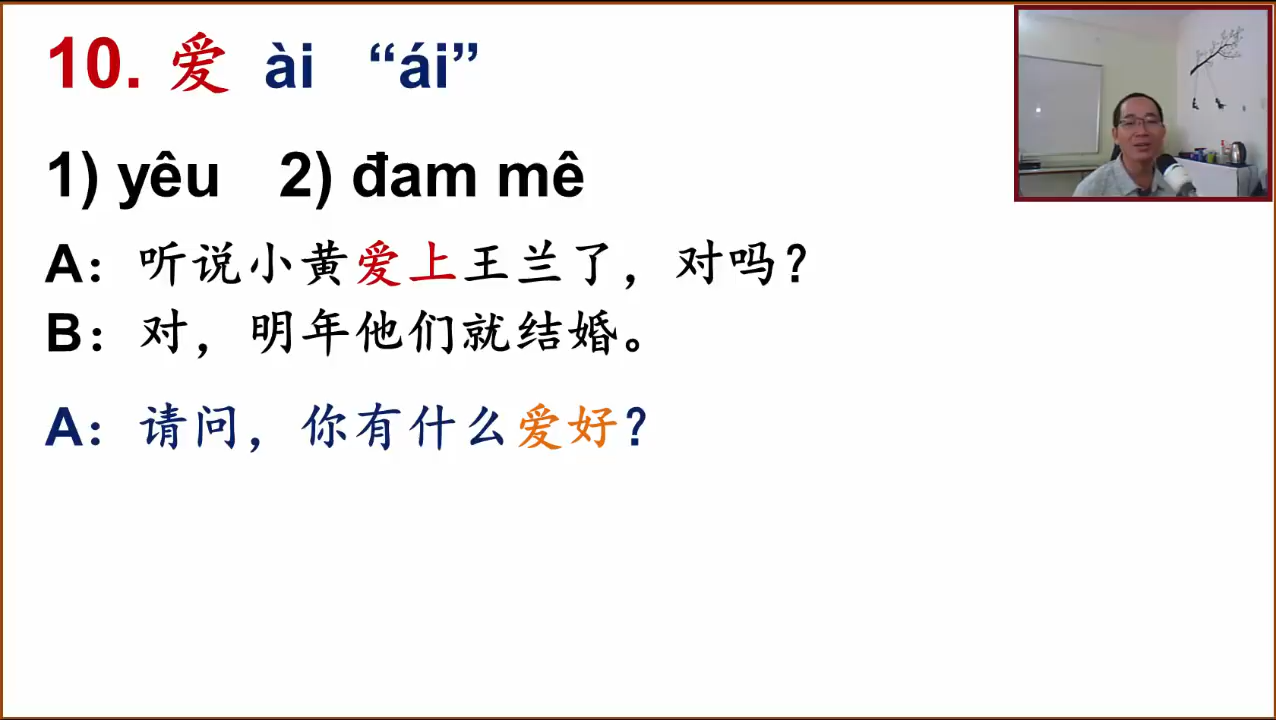 10. 爱 ài “ái”
1) yêu 2) đam mê
A：听说小黄爱上王兰了，对吗？
B：对，明年他们就结婚。
A：请问，你有什么爱好？